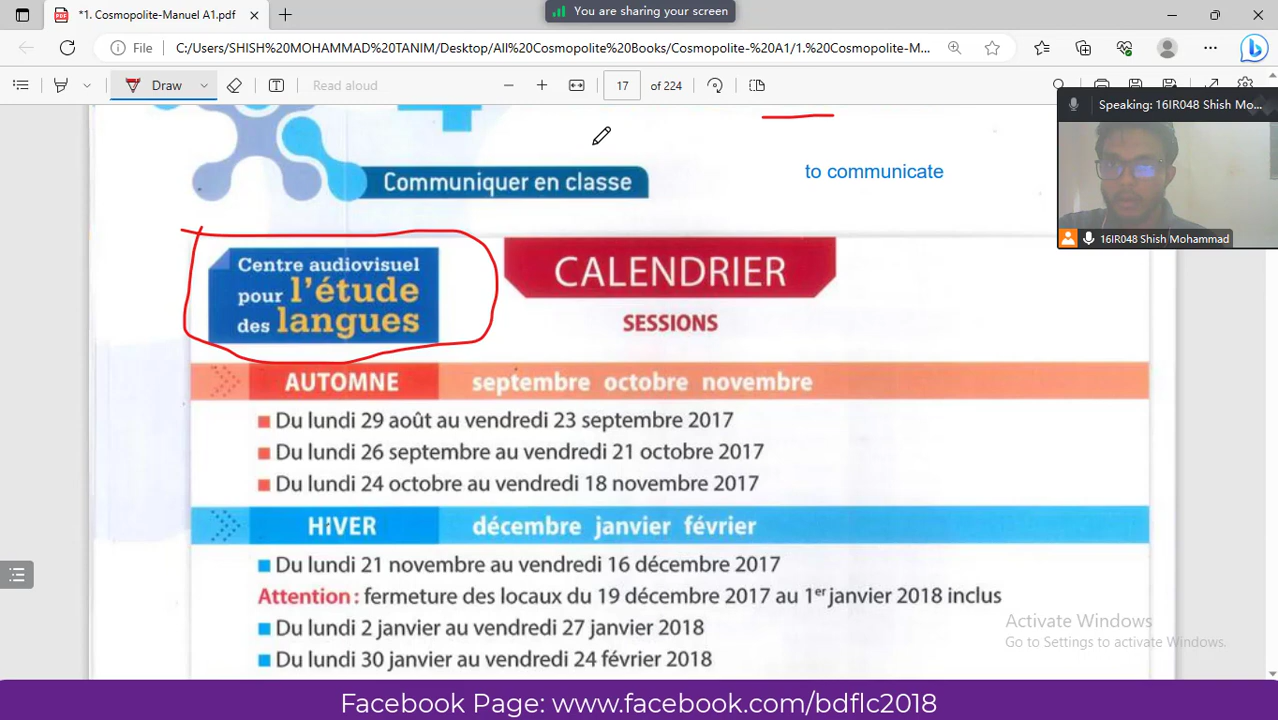 *1. Cosmopolite-Manuel A1.pdf
You are sharing your screen
File C:/Users/SHISH%20MOHAMMAD%20TANIM/Desktop/All%20Cosmopolite%20Books/Cosmopolite-%20A1/1.%20Cosmopolite-M...
Draw Read aloud 17 of 224
Speaking: 16IR048 Shish Mo...
to communicate
Communiquer en classe
16IR048 Shish Mohammad
Centre audiovisuel
pour l'étude
des langues
CALENDRIER
SESSIONS
AUTOMNE septembre octobre novembre
Du lundi 29 août au vendredi 23 septembre 2017
Du lundi 26 septembre au vendredi 21 octobre 2017
Du lundi 24 octobre au vendredi 18 novembre 2017
HIVER décembre janvier février
Du lundi 21 novembre au vendredi 16 décembre 2017
Attention : fermeture des locaux du 19 décembre 2017 au 1er janvier 2018 inclus
Du lundi 2 janvier au vendredi 27 janvier 2018
Du lundi 30 janvier au vendredi 24 février 2018
Activate Windows
Go to Settings to activate Windows.
Facebook Page: www.facebook.com/bdflc2018